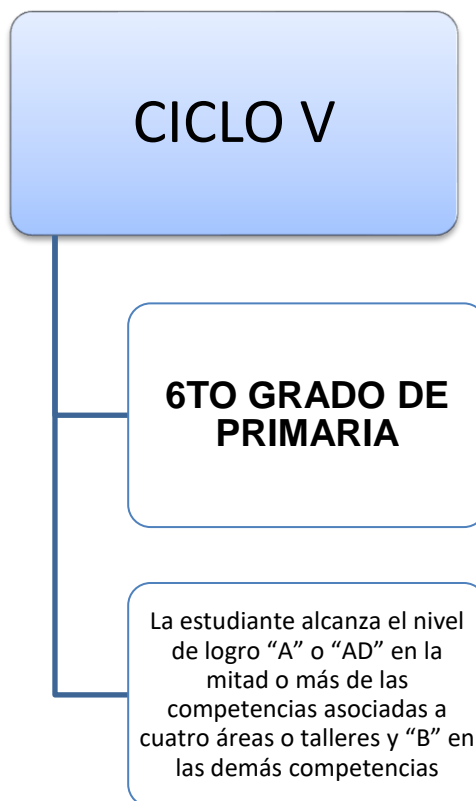 CICLO V
6TO GRADO DE
PRIMARIA
La estudiante alcanza el nivel
de logro “A” o “AD” en la
mitad o más de las
competencias asociadas a
cuatro áreas o talleres y “B” en
las demás competencias